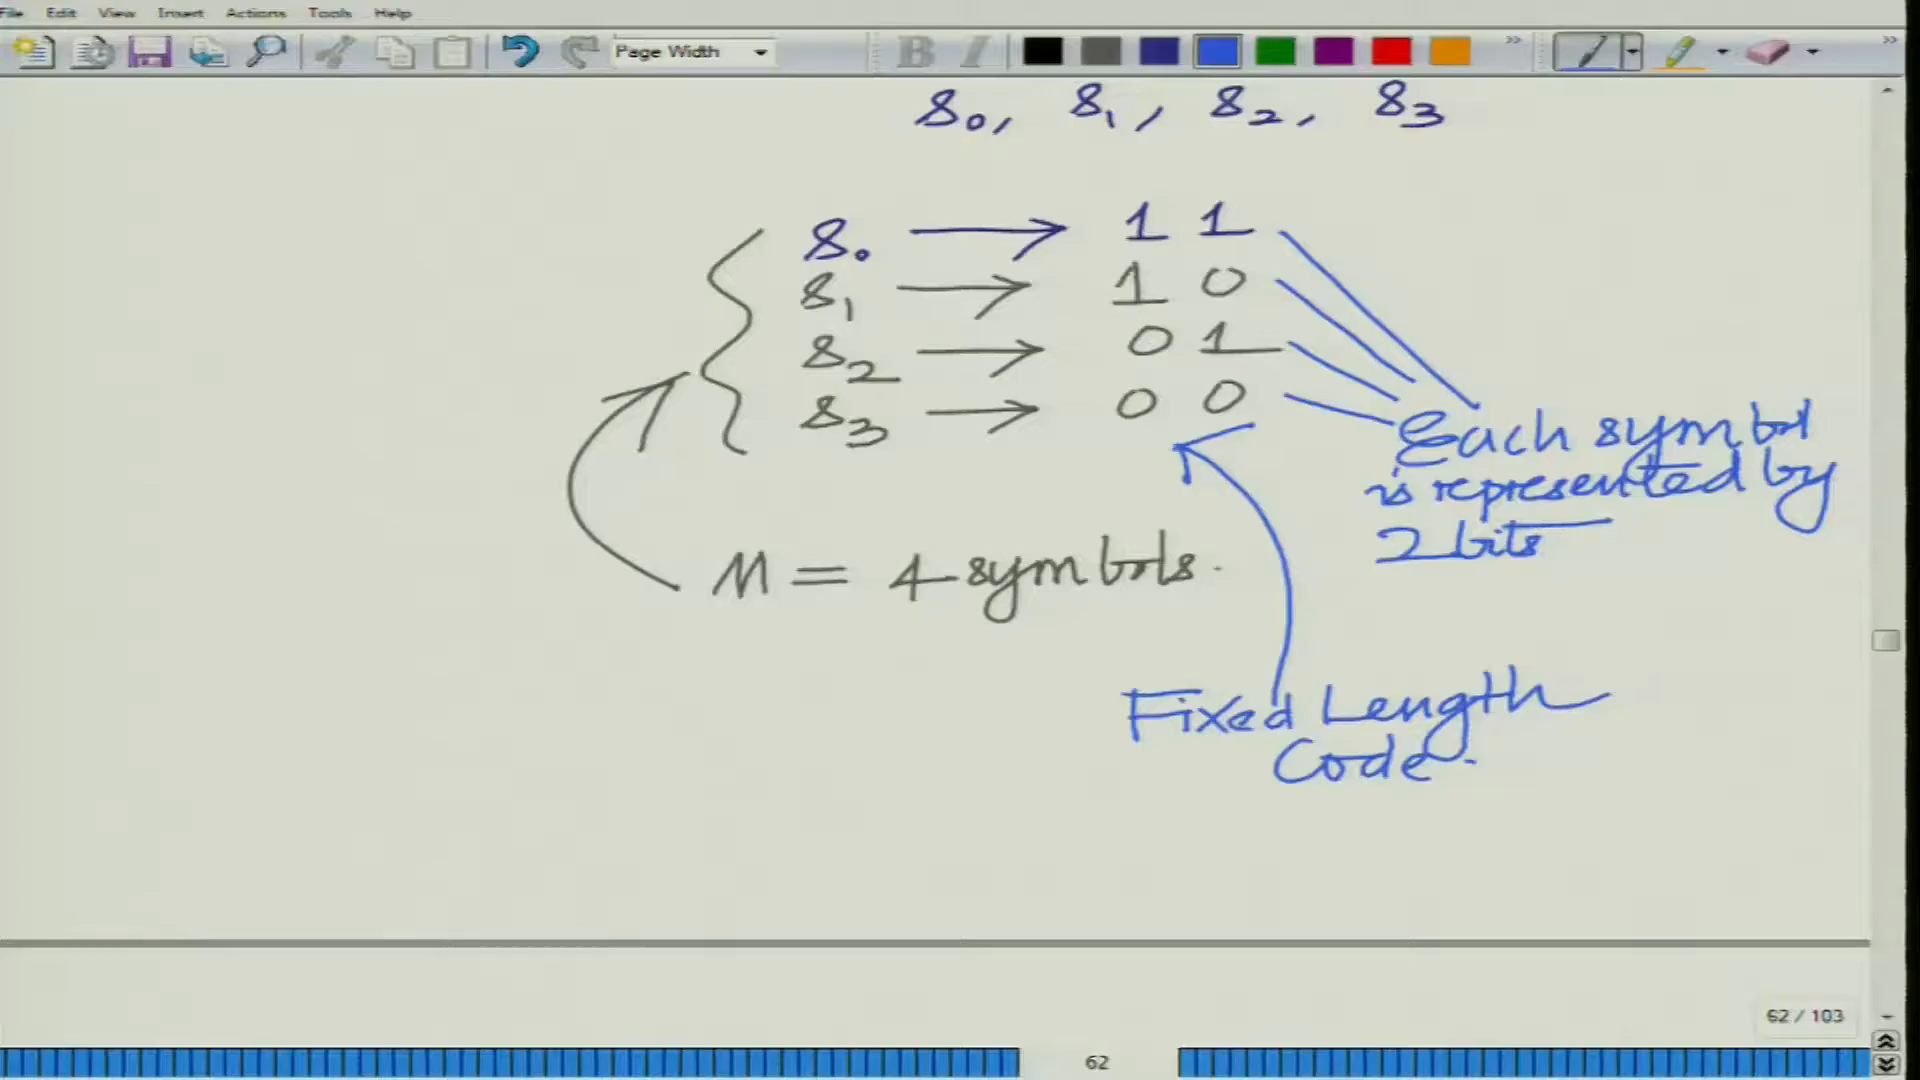 File Edit View Insert Actions Tools Help
Page Width
B I
s0, s1, s2, s3
s0 → 1 1
s1 → 1 0
s2 → 0 1
s3 → 0 0
Each symbol
is represented by
2 bits
M = 4 symbols.
Fixed Length
Code.
62 / 103
62